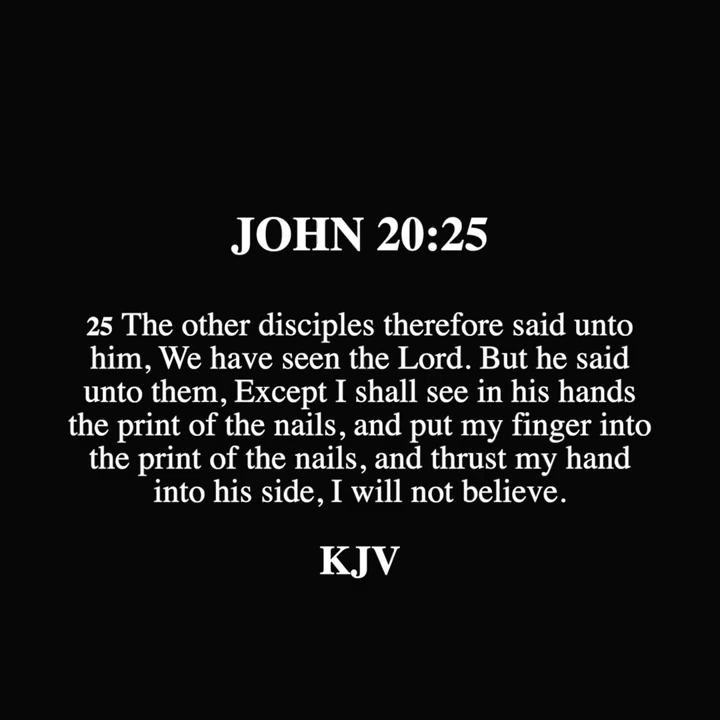 JOHN 20:25
25 The other disciples therefore said unto
him, We have seen the Lord. But he said
unto them, Except I shall see in his hands
the print of the nails, and put my finger into
the print of the nails, and thrust my hand
into his side, I will not believe.
KJV